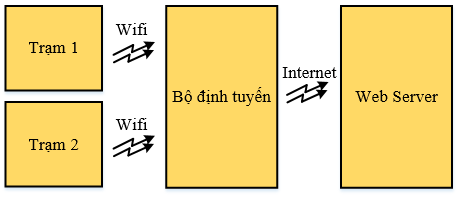 Trạm 1
Wifi
Trạm 2
Wifi
Bộ định tuyến
Internet
Web Server